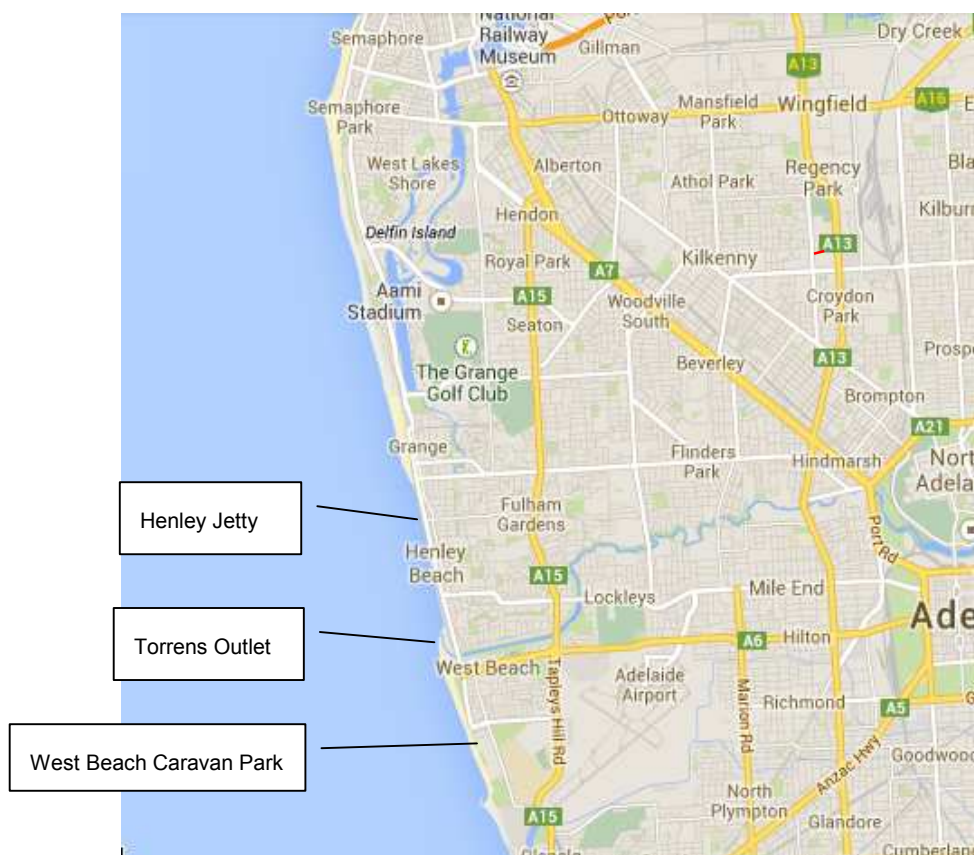 National
Railway
Museum
Semaphore
Gillman
Dry Creek
A13
A16
Semaphore
Park
Mansfield
Park
Wingfield
Ottoway
West Lakes
Shore
Alberton
Athol Park
Regency
Park
Hendon
Kilburn
Delfin Island
Royal Park
A7
Kilkenny
A13
Aami
Stadium
A15
Seaton
Woodville
South
Croydon
Park
The Grange
Golf Club
Beverley
A13
Brompton
A21
Grange
Flinders
Park
Hindmarsh
Fulham
Gardens
Port Rd
Henley Jetty
Henley
Beach
A15
Lockleys
Mile End
Ade
Torrens Outlet
A6
Hilton
West Beach
Tapleys Hill Rd
Adelaide
Airport
Marion Rd
Richmond
A5
West Beach Caravan Park
Anzac Hwy
Goodwood
North
Plympton
A15
Glandore